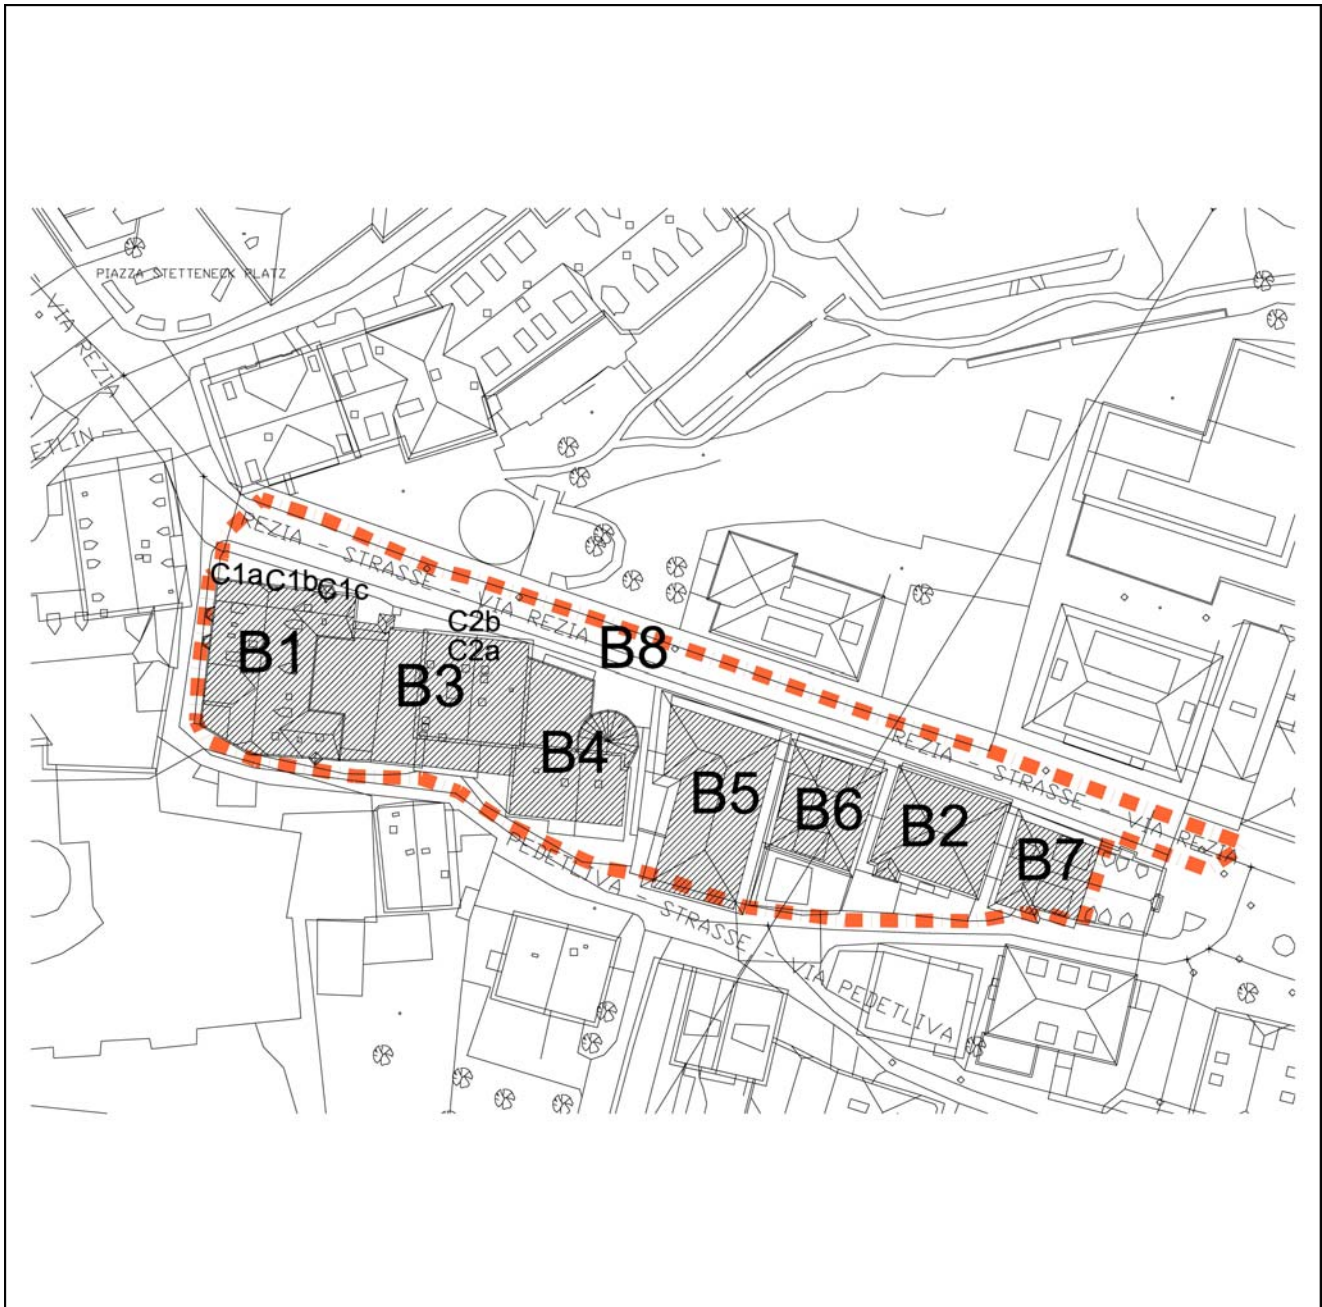 PIAZZA STETTENECK PLATZ
VIA REZIA
ETLIN
REZIA - STRASSE - VIA REZIA
C1a C1b C1c
C2b
C2a
B8
B1
B3
B4
B5
B6
B2
B7
REZIA - STRASSE - VIA REZIA
PEDETLIVA - STRASSE - VIA PEDETLIVA